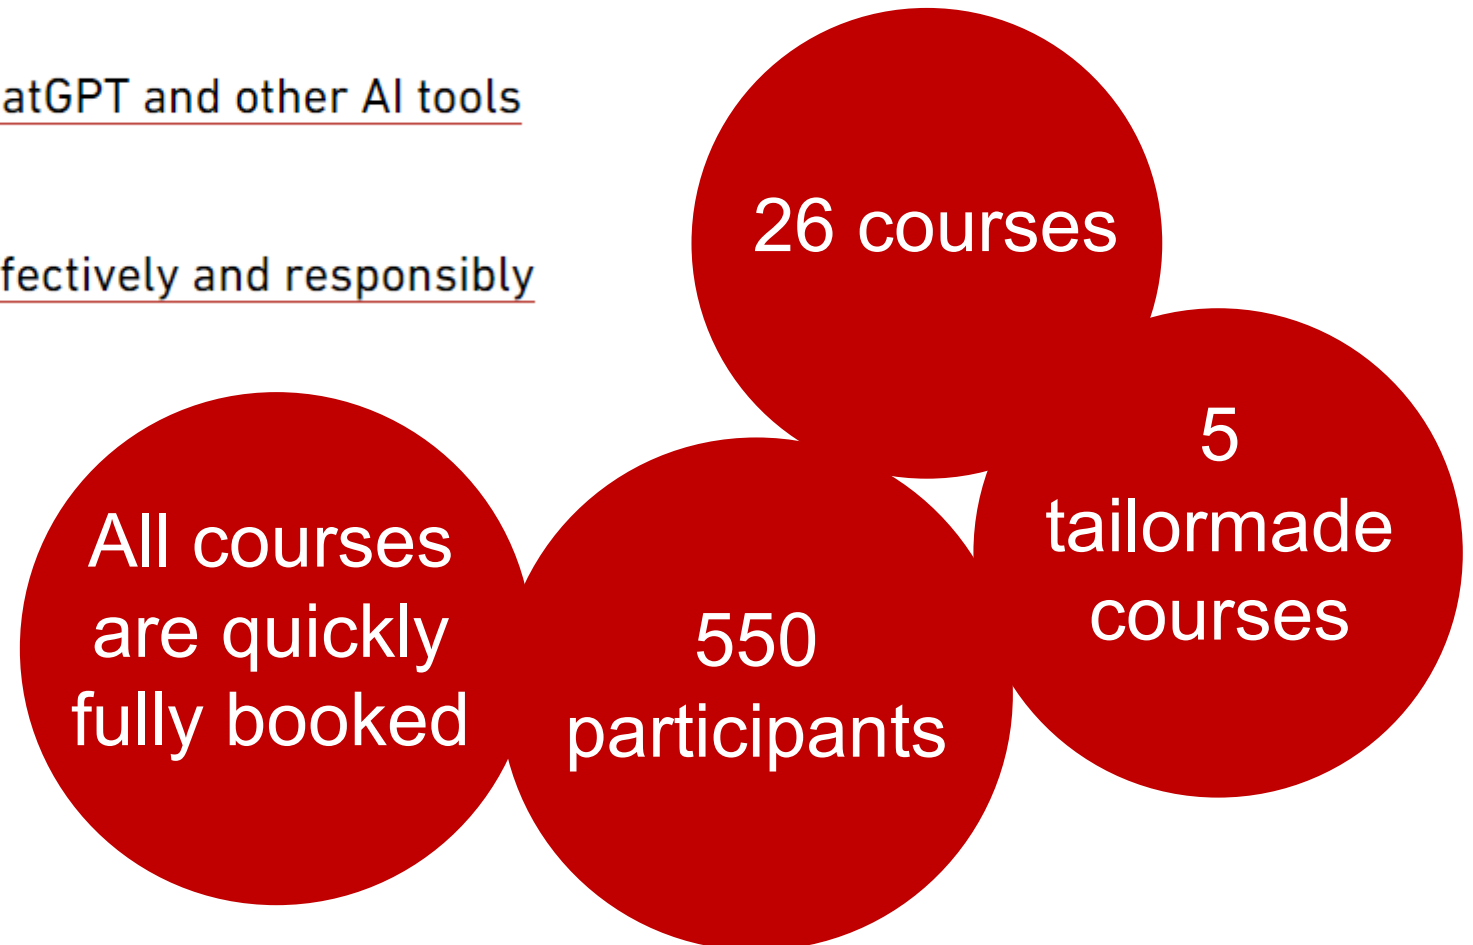 atGPT and other AI tools
fectively and responsibly
26 courses
5
tailormade
courses
All courses
are quickly
fully booked
550
participants